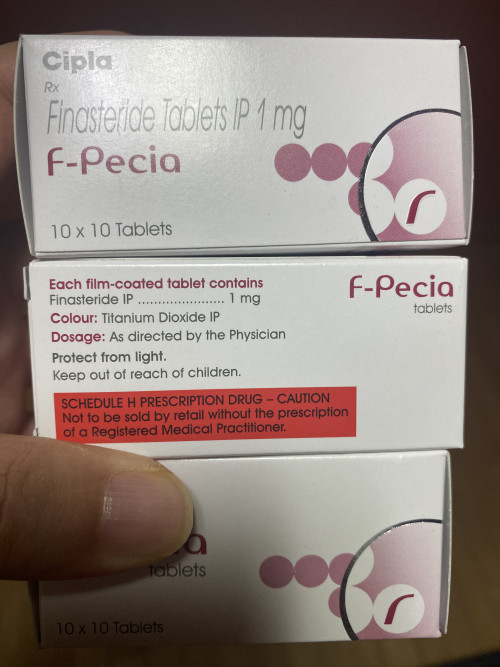 Cipla
Rx
Finasteride Tablets IP 1 mg
F-Pecia
10 x 10 Tablets
Each film-coated tablet contains
Finasteride IP ...................... 1 mg
Colour: Titanium Dioxide IP
Dosage: As directed by the Physician
Protect from light.
Keep out of reach of children.
F-Pecia
tablets
SCHEDULE H PRESCRIPTION DRUG – CAUTION
Not to be sold by retail without the prescription
of a Registered Medical Practitioner.
tablets
10 x 10 Tablets